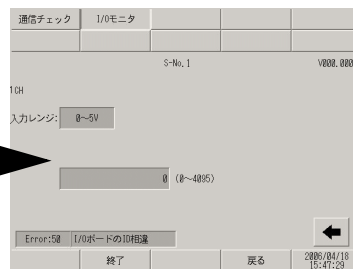 通信チェック I/Oモニタ
S-No.1 V000.000
1CH
入力レンジ: 0～5V
0 (0～4095)
Error:50 I/OボードのID相違
終了 戻る 2006/04/18
15:47:29